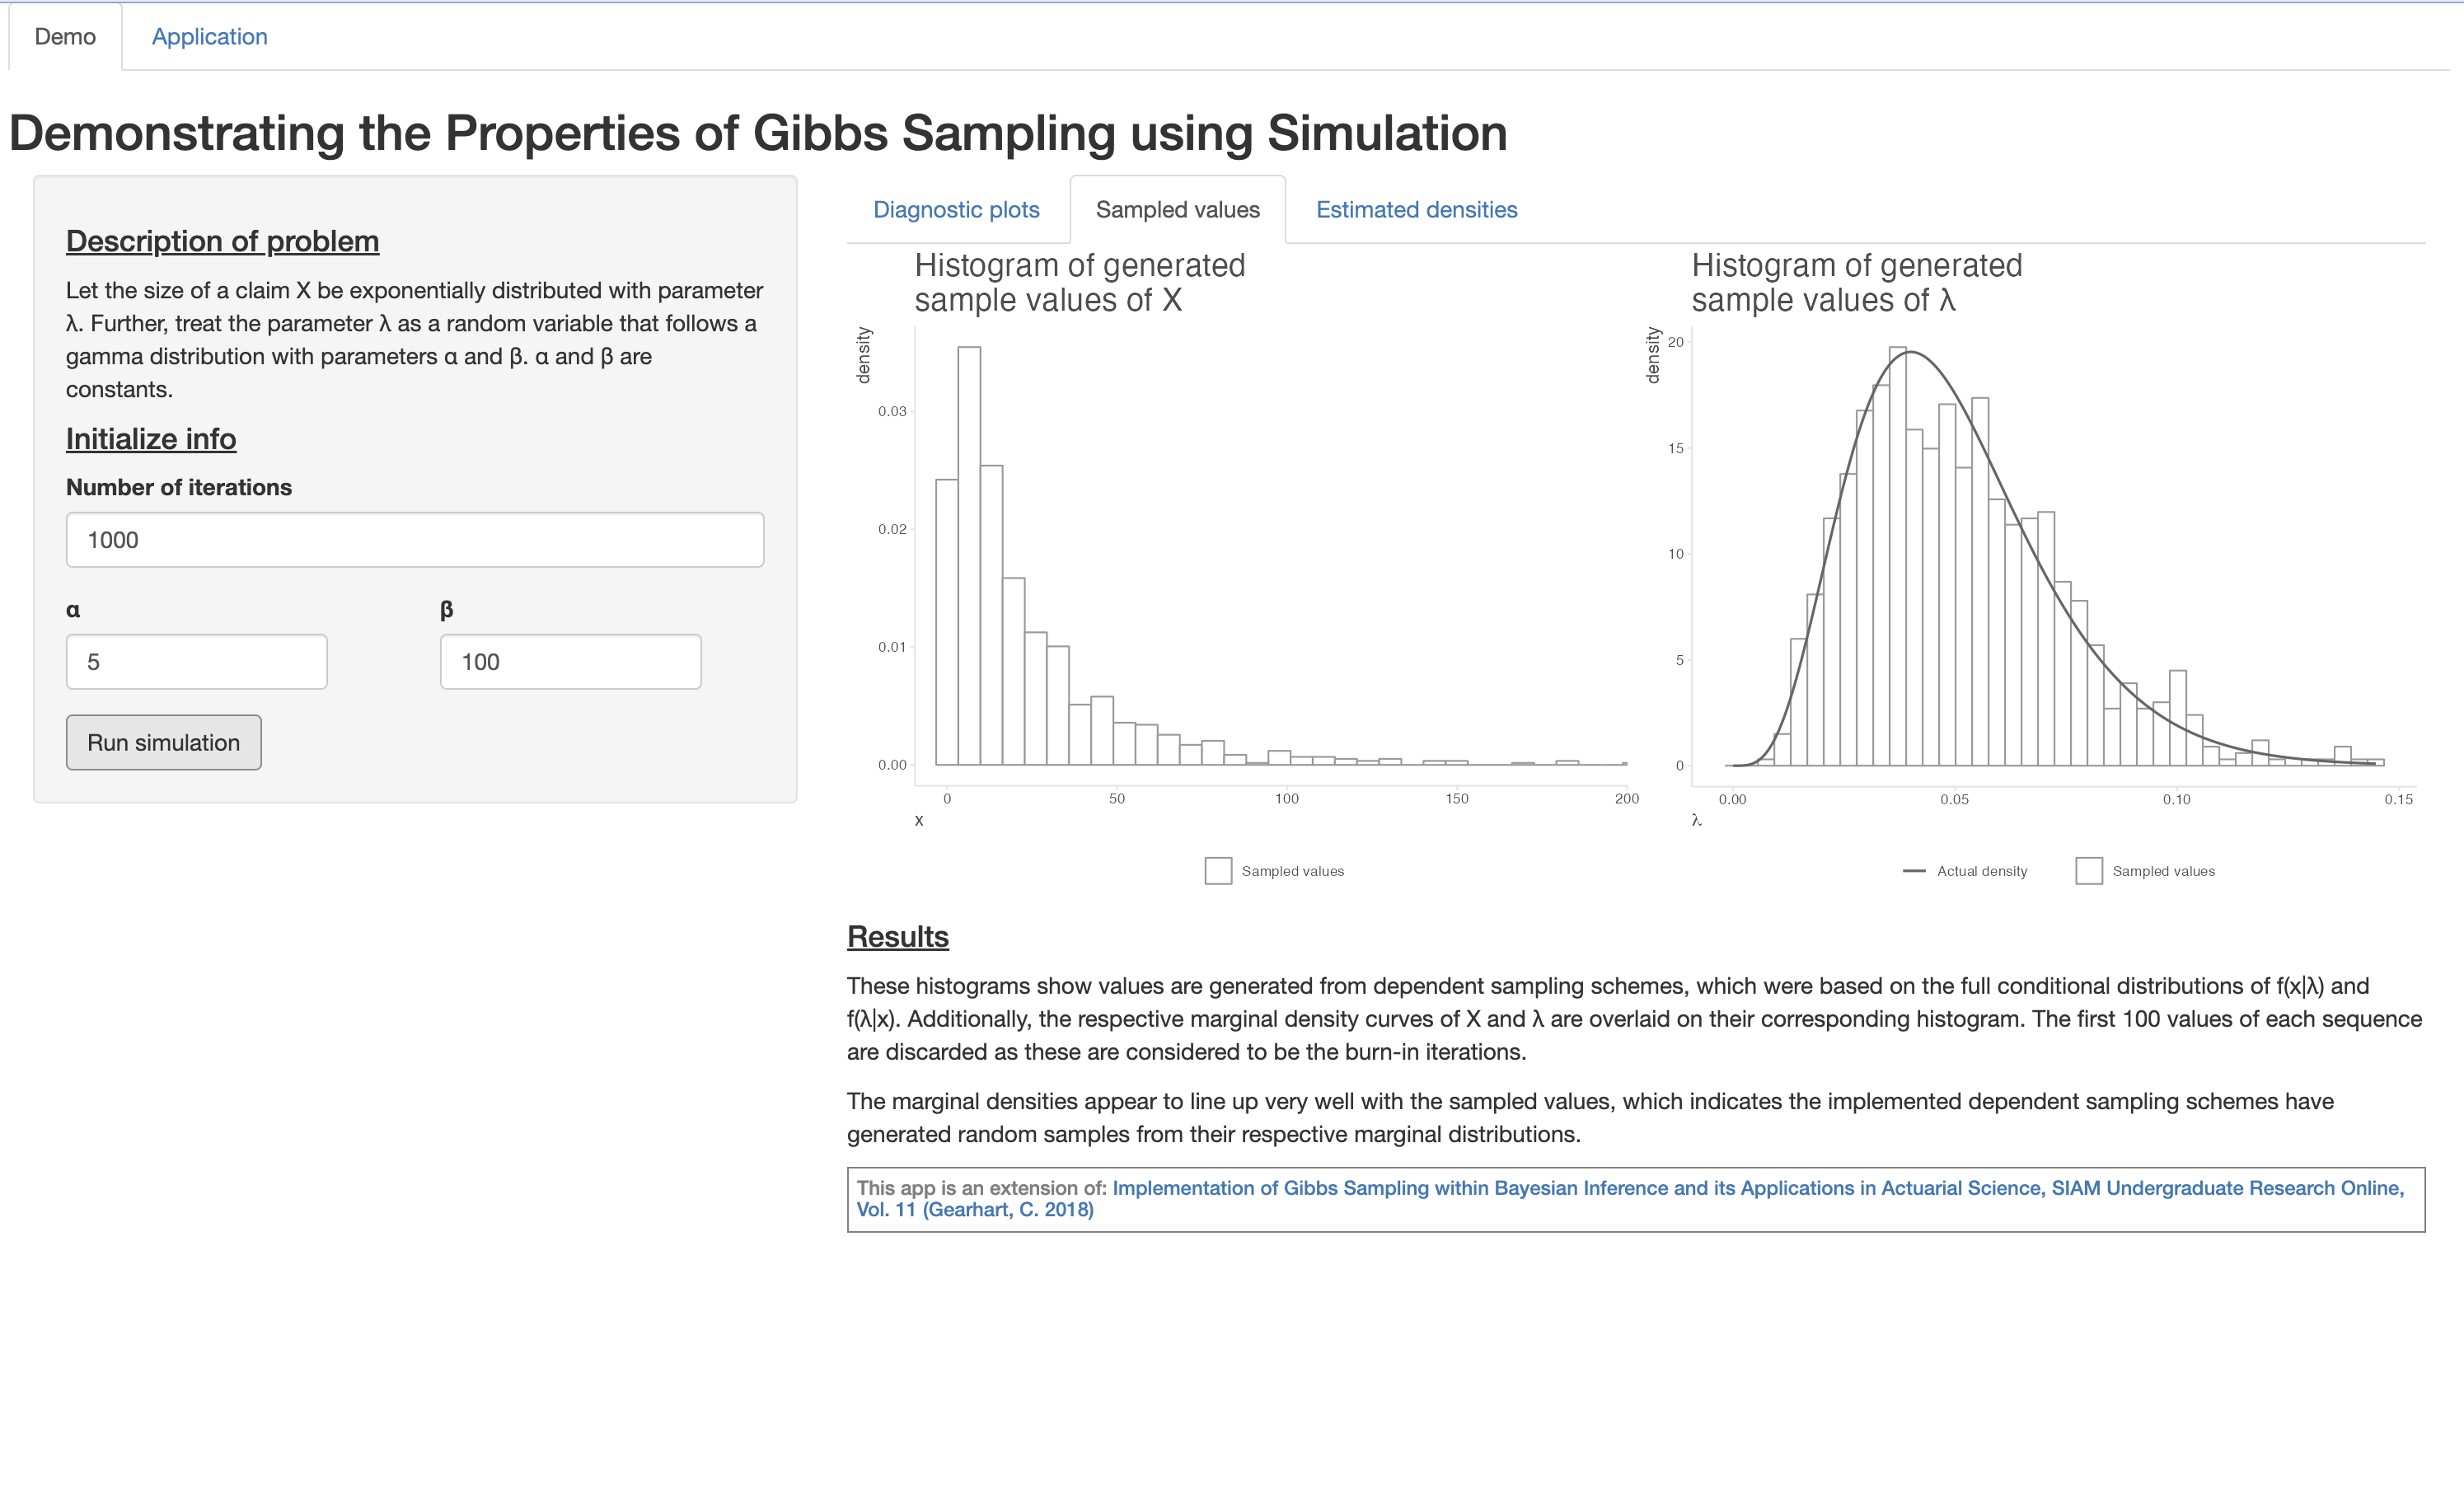 Demo
Application
Demonstrating the Properties of Gibbs Sampling using Simulation
Description of problem
Let the size of a claim X be exponentially distributed with parameter
λ. Further, treat the parameter λ as a random variable that follows a
gamma distribution with parameters α and β. α and β are
constants.
Initialize info
Number of iterations
1000
α
β
5
100
Run simulation
Diagnostic plots
Sampled values
Estimated densities
Histogram of generated
sample values of X
density
0.03
0.02
0.01
0.00
0
50
100
150
200
x
Sampled values
Histogram of generated
sample values of λ
density
20
15
10
5
0
0.00
0.05
0.10
0.15
λ
Actual density
Sampled values
Results
These histograms show values are generated from dependent sampling schemes, which were based on the full conditional distributions of f(x|λ) and
f(λ|x). Additionally, the respective marginal density curves of X and λ are overlaid on their corresponding histogram. The first 100 values of each sequence
are discarded as these are considered to be the burn-in iterations.
The marginal densities appear to line up very well with the sampled values, which indicates the implemented dependent sampling schemes have
generated random samples from their respective marginal distributions.
This app is an extension of: Implementation of Gibbs Sampling within Bayesian Inference and its Applications in Actuarial Science, SIAM Undergraduate Research Online,
Vol. 11 (Gearhart, C. 2018)